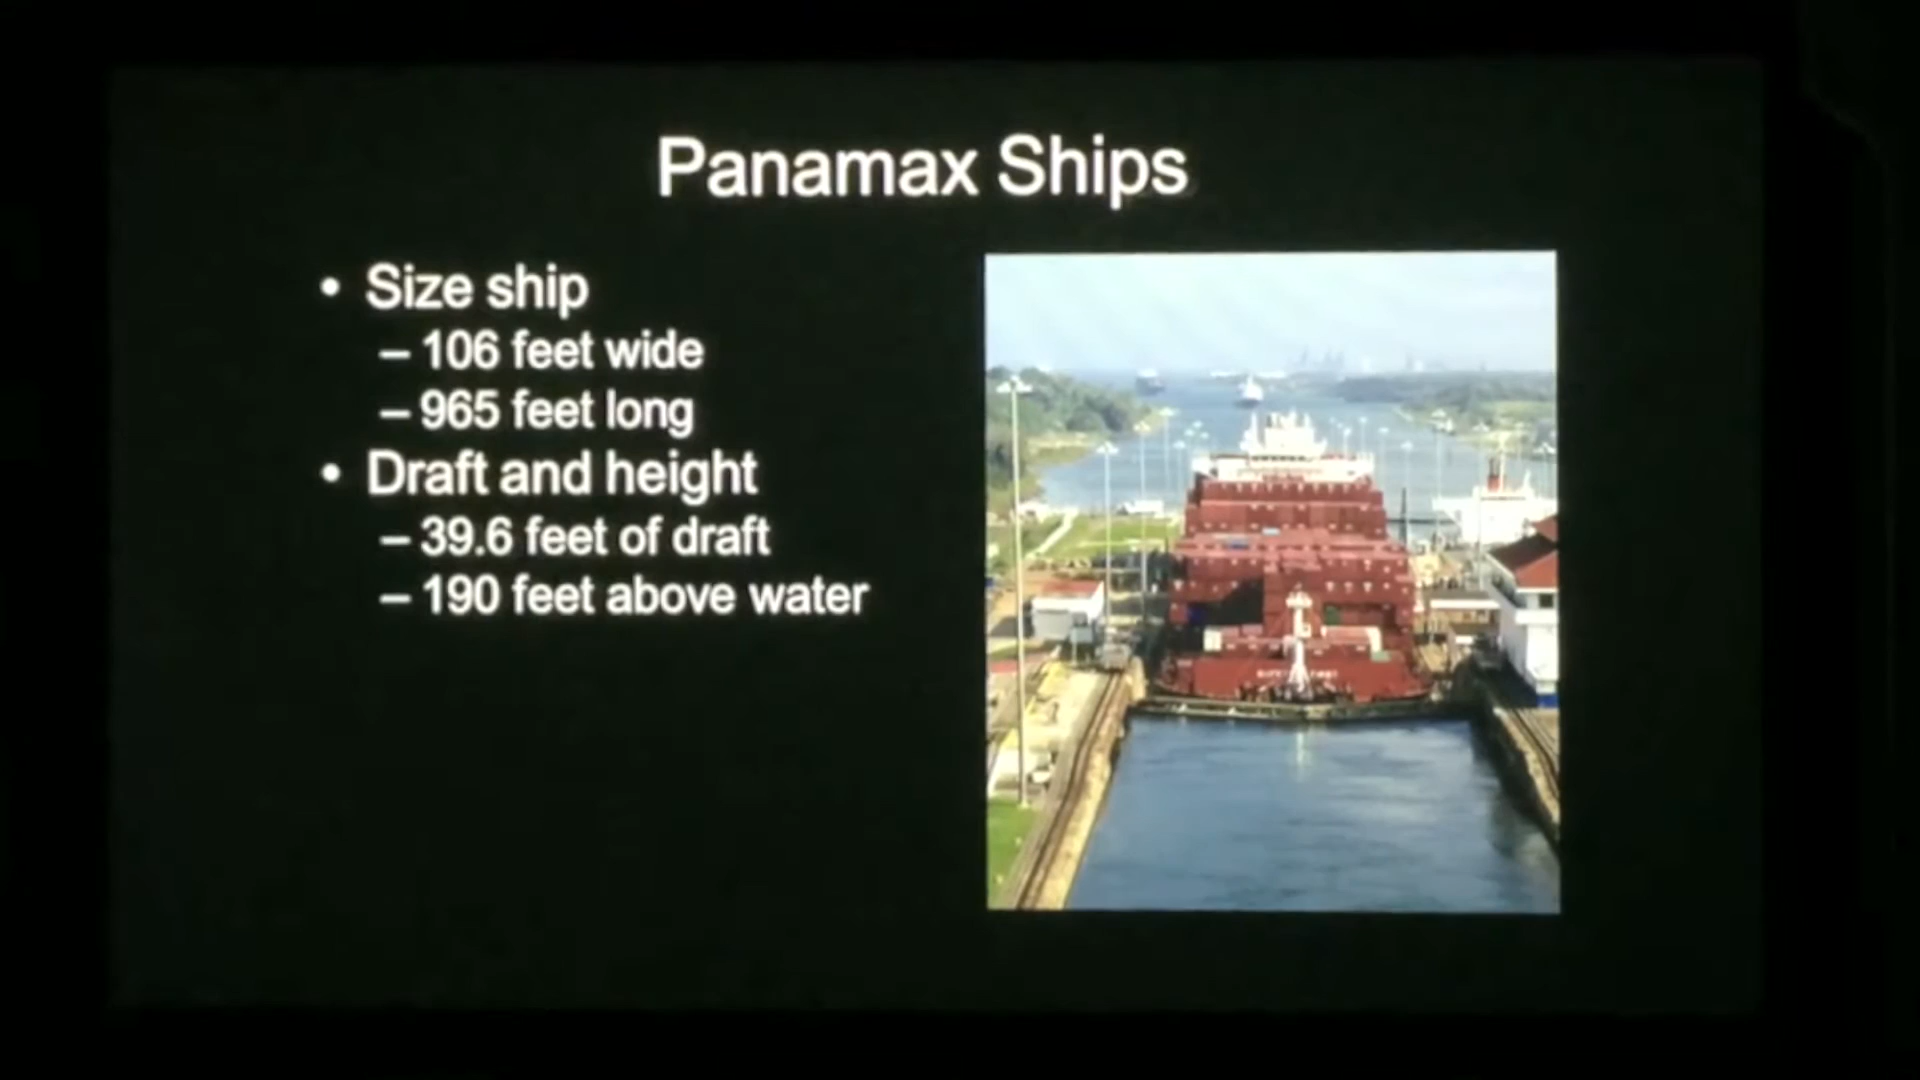 Panamax Ships
• Size ship
– 106 feet wide
– 965 feet long
• Draft and height
– 39.6 feet of draft
– 190 feet above water